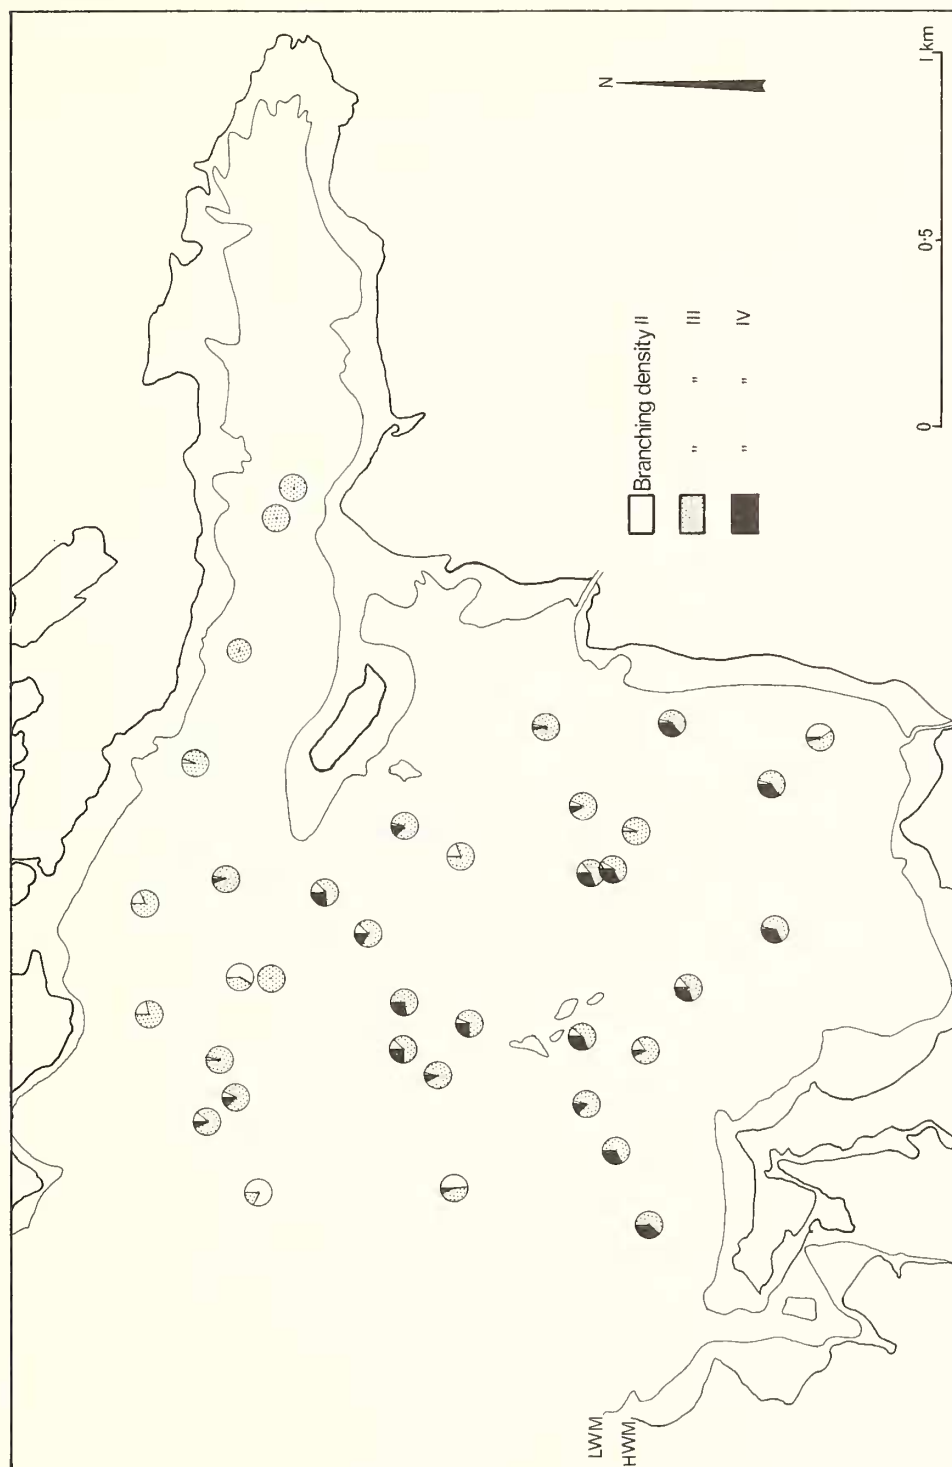 N
Branching density II
" " III
" " IV
0 0·5 1 km
LWM
HWM